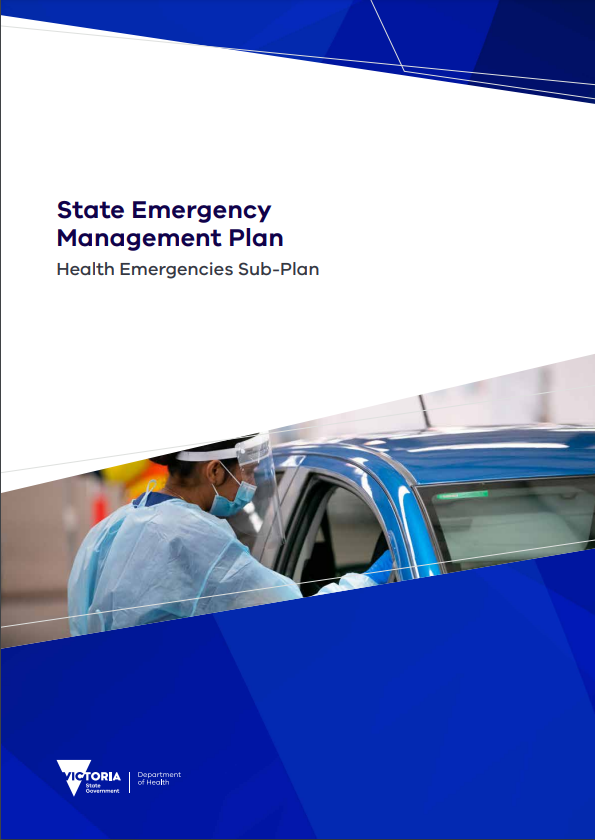 State Emergency
Management Plan
Health Emergencies Sub-Plan
VICTORIA
State
Government
Department
of Health